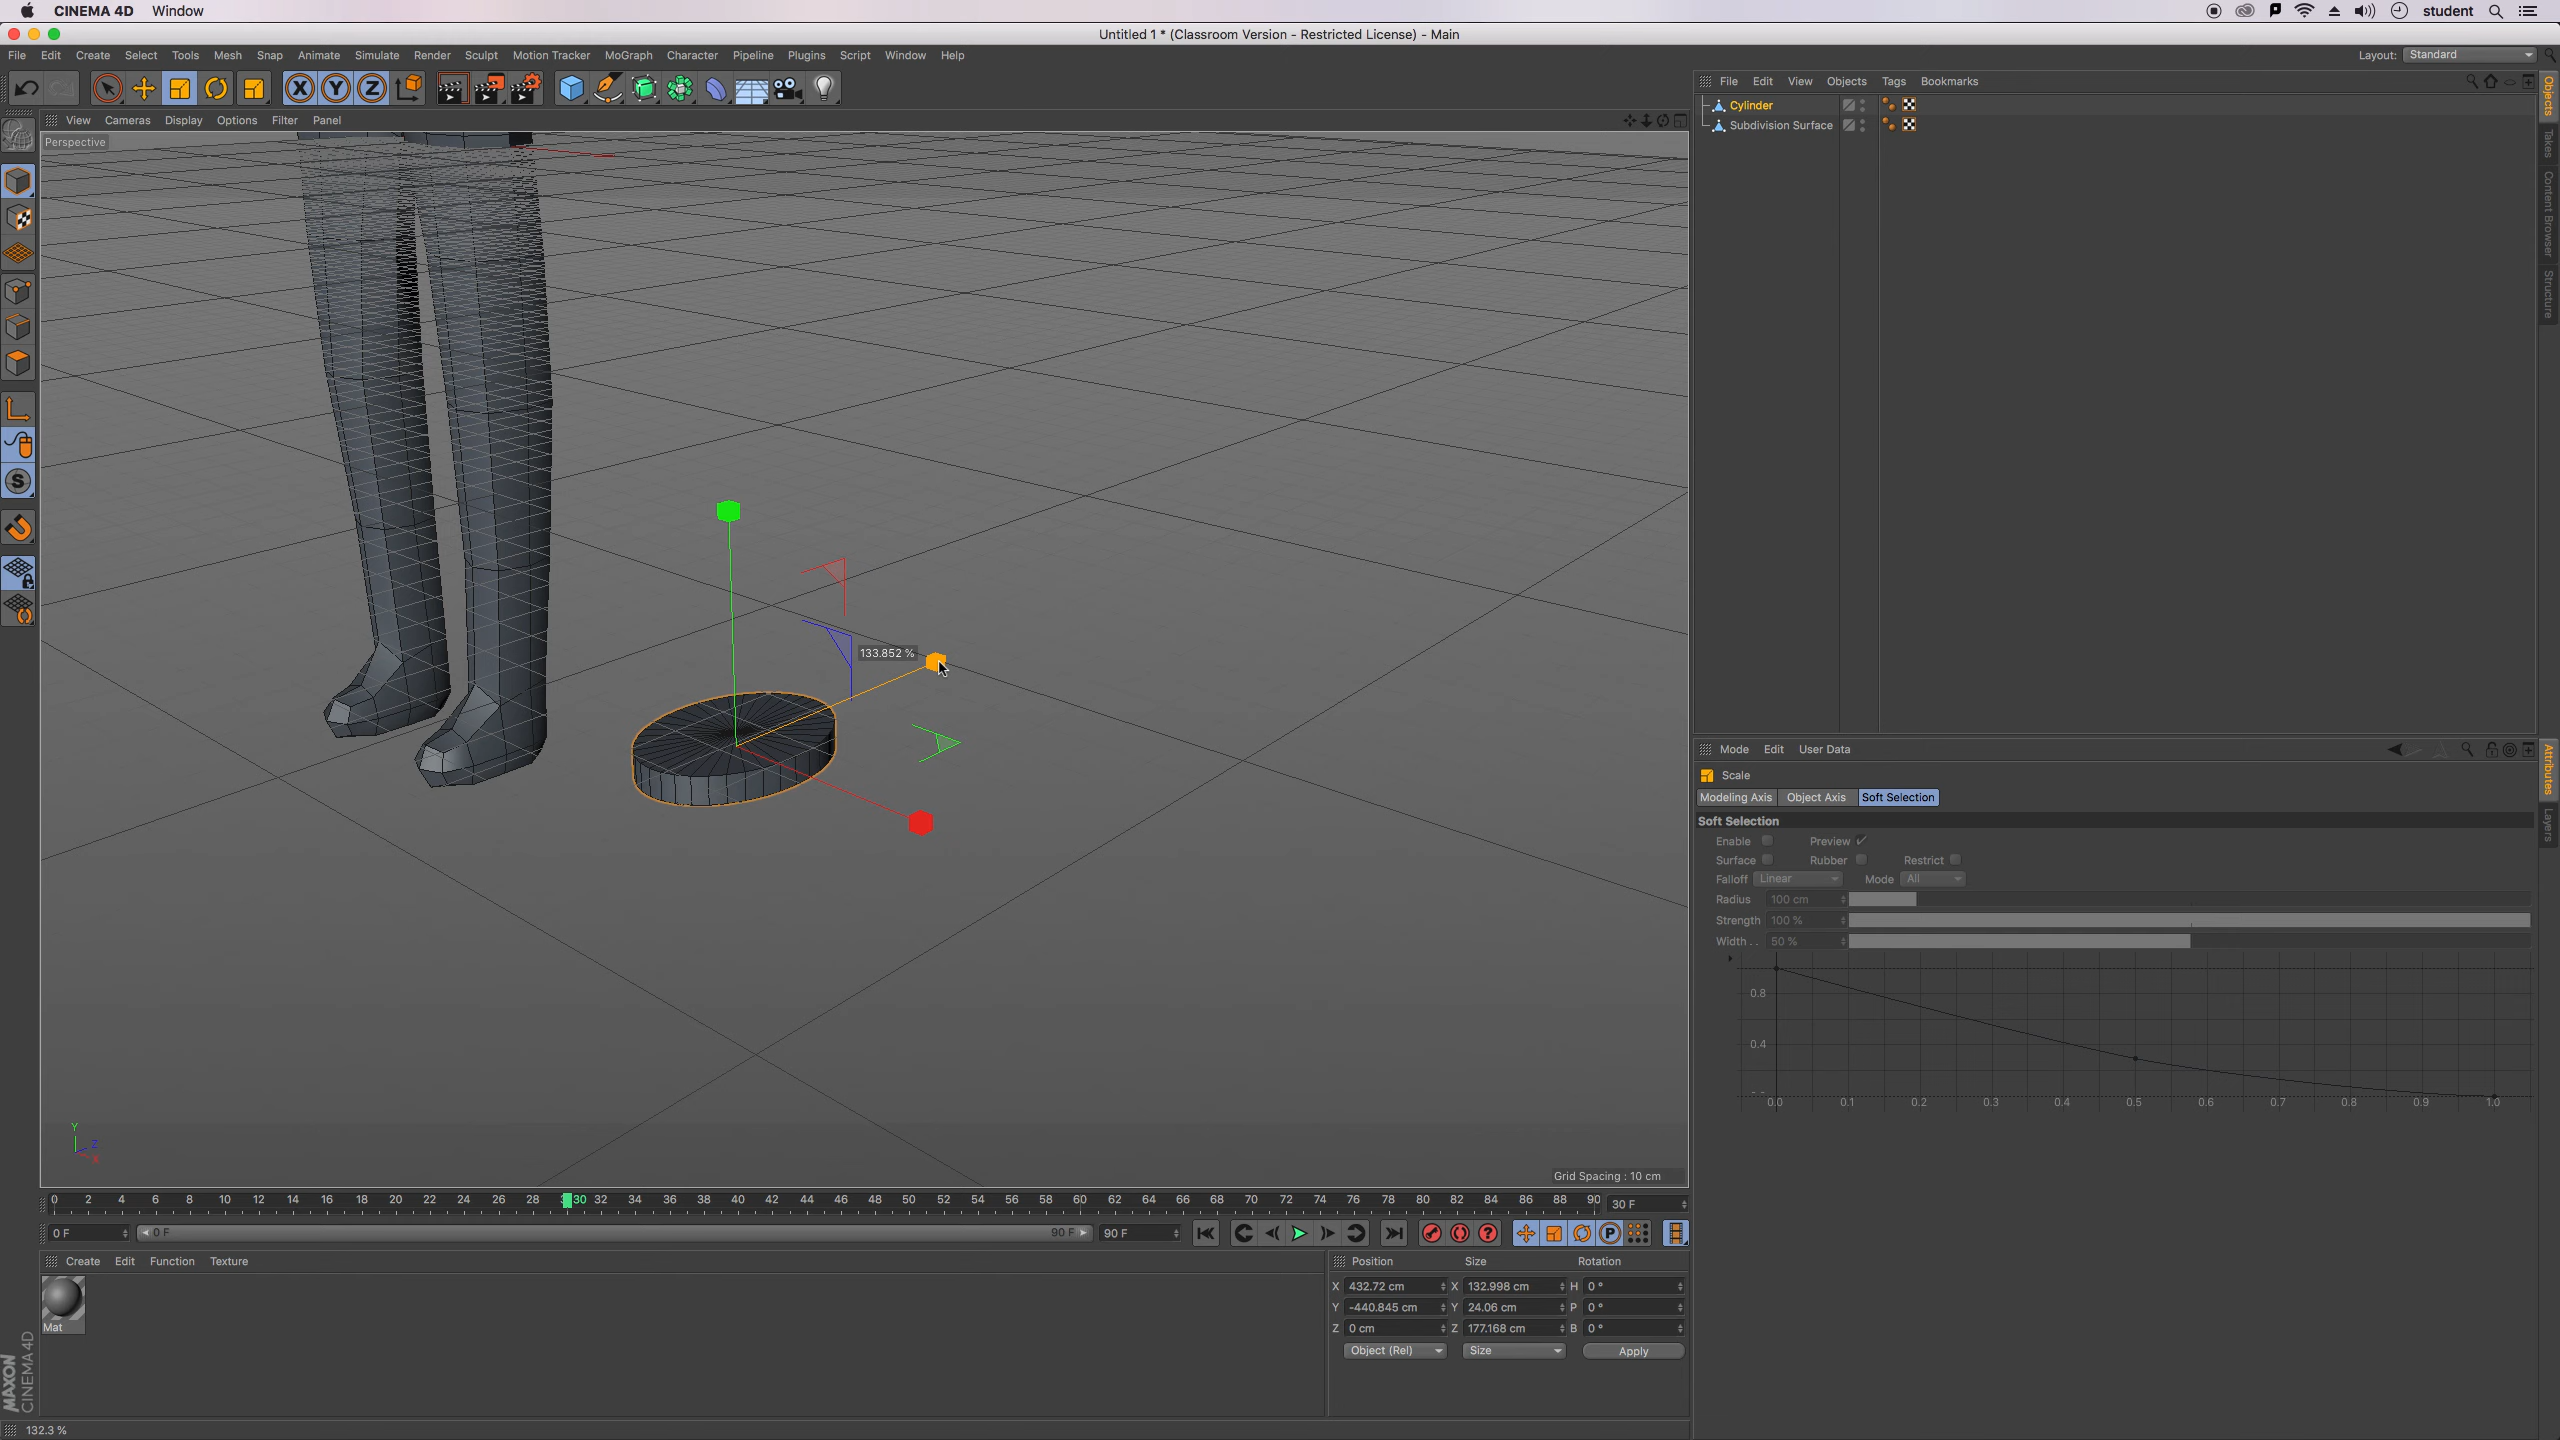 CINEMA 4D Window student
Untitled 1 * (Classroom Version - Restricted License) - Main
File Edit Create Select Tools Mesh Snap Animate Simulate Render Sculpt Motion Tracker MoGraph Character Pipeline Plugins Script Window Help Layout: Standard
File Edit View Objects Tags Bookmarks
Objects
Takes
Content Browser
Structure
Cylinder
Subdivision Surface
View Cameras Display Options Filter Panel
Perspective
133.852 %
Y
Z
X
Grid Spacing : 10 cm
Mode Edit User Data
Attributes
Layers
Scale
Modeling Axis Object Axis Soft Selection
Soft Selection
Enable Preview
Surface Rubber Restrict
Falloff Linear Mode All
Radius 100 cm
Strength 100 %
Width . . 50 %
0.8
0.4
0.0 0.1 0.2 0.3 0.4 0.5 0.6 0.7 0.8 0.9 1.0
0 2 4 6 8 10 12 14 16 18 20 22 24 26 28 30 32 34 36 38 40 42 44 46 48 50 52 54 56 58 60 62 64 66 68 70 72 74 76 78 80 82 84 86 88 90 30 F
0 F 0 F 90 F 90 F
Create Edit Function Texture
Mat
Position Size Rotation
X 432.72 cm X 132.998 cm H 0 °
Y -440.845 cm Y 24.06 cm P 0 °
Z 0 cm Z 177.168 cm B 0 °
Object (Rel) Size Apply
MAXON
CINEMA 4D
132.3 %